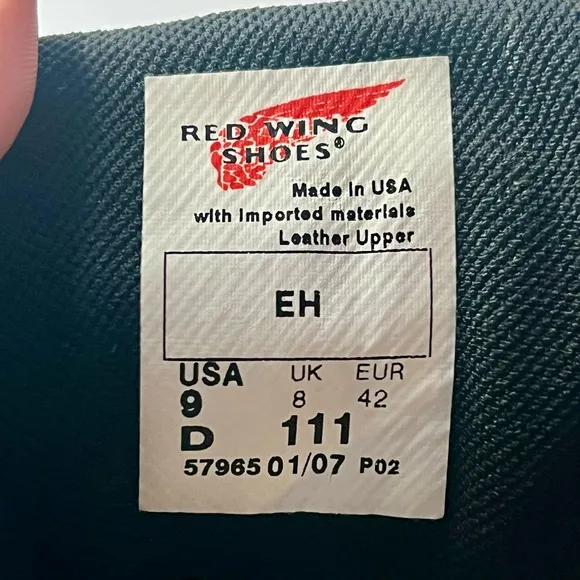 RED WING
SHOES®
Made in USA
with Imported materials
Leather Upper
EH
USA UK EUR
9 8 42
D 111
57965 01/07 P02